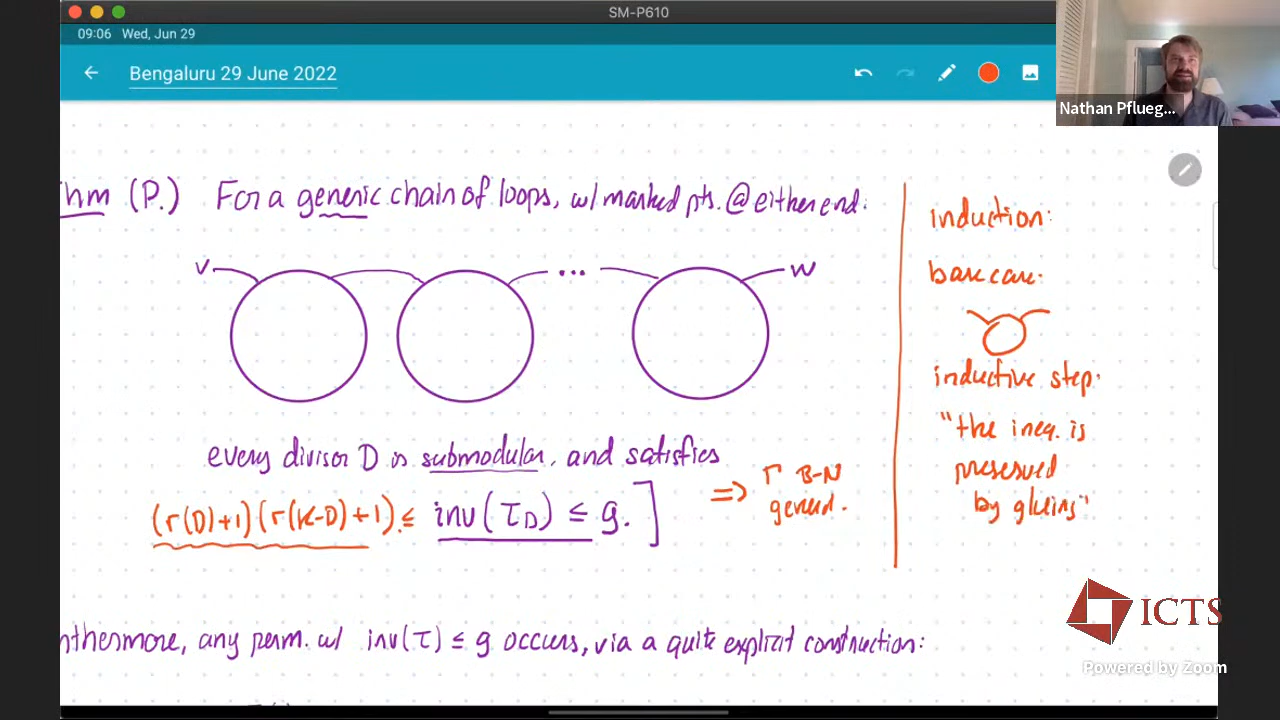 SM-P610
09:06 Wed, Jun 29
Bengaluru 29 June 2022
Nathan Pflueg...
hm (P.) For a generic chain of loops, w/ marked pts. @ either end:
v ... w
every divisor D is submodular, and satisfies
(r(D)+1)(r(K-D)+1) ≤ inv(τ_D) ≤ g. ]
⇒ Γ B-N
general.
induction:
base case:
inductive step:
"the ineq. is
preserved
by gluing"
rthermore, any perm. w/ inv(τ) ≤ g occurs, via a quite explicit construction:
ICTS
Powered by Zoom